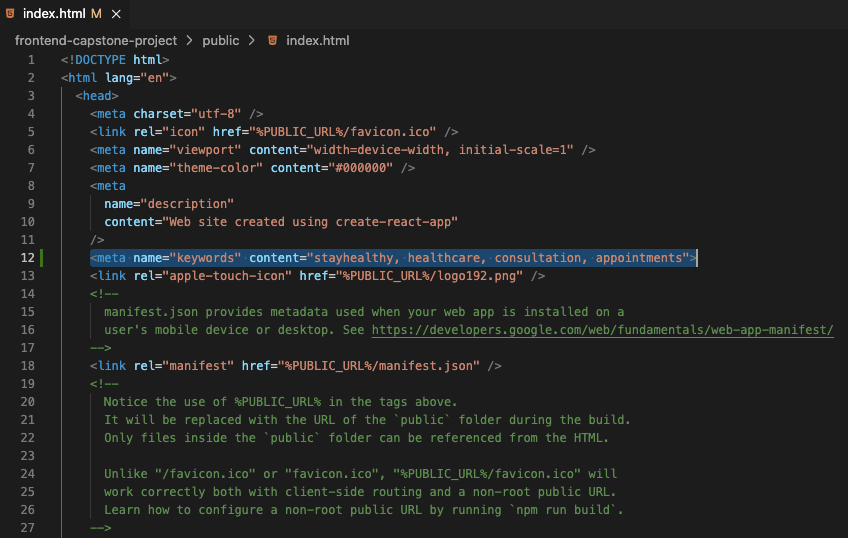 index.html M ×
frontend-capstone-project > public > index.html
1 <!DOCTYPE html>
2 <html lang="en">
3 <head>
4 <meta charset="utf-8" />
5 <link rel="icon" href="%PUBLIC_URL%/favicon.ico" />
6 <meta name="viewport" content="width=device-width, initial-scale=1" />
7 <meta name="theme-color" content="#000000" />
8 <meta
9 name="description"
10 content="Web site created using create-react-app"
11 />
12 <meta name="keywords" content="stayhealthy, healthcare, consultation, appointments">
13 <link rel="apple-touch-icon" href="%PUBLIC_URL%/logo192.png" />
14 <!--
15 manifest.json provides metadata used when your web app is installed on a
16 user's mobile device or desktop. See https://developers.google.com/web/fundamentals/web-app-manifest/
17 -->
18 <link rel="manifest" href="%PUBLIC_URL%/manifest.json" />
19 <!--
20 Notice the use of %PUBLIC_URL% in the tags above.
21 It will be replaced with the URL of the `public` folder during the build.
22 Only files inside the `public` folder can be referenced from the HTML.
23
24 Unlike "/favicon.ico" or "favicon.ico", "%PUBLIC_URL%/favicon.ico" will
25 work correctly both with client-side routing and a non-root public URL.
26 Learn how to configure a non-root public URL by running `npm run build`.
27 -->